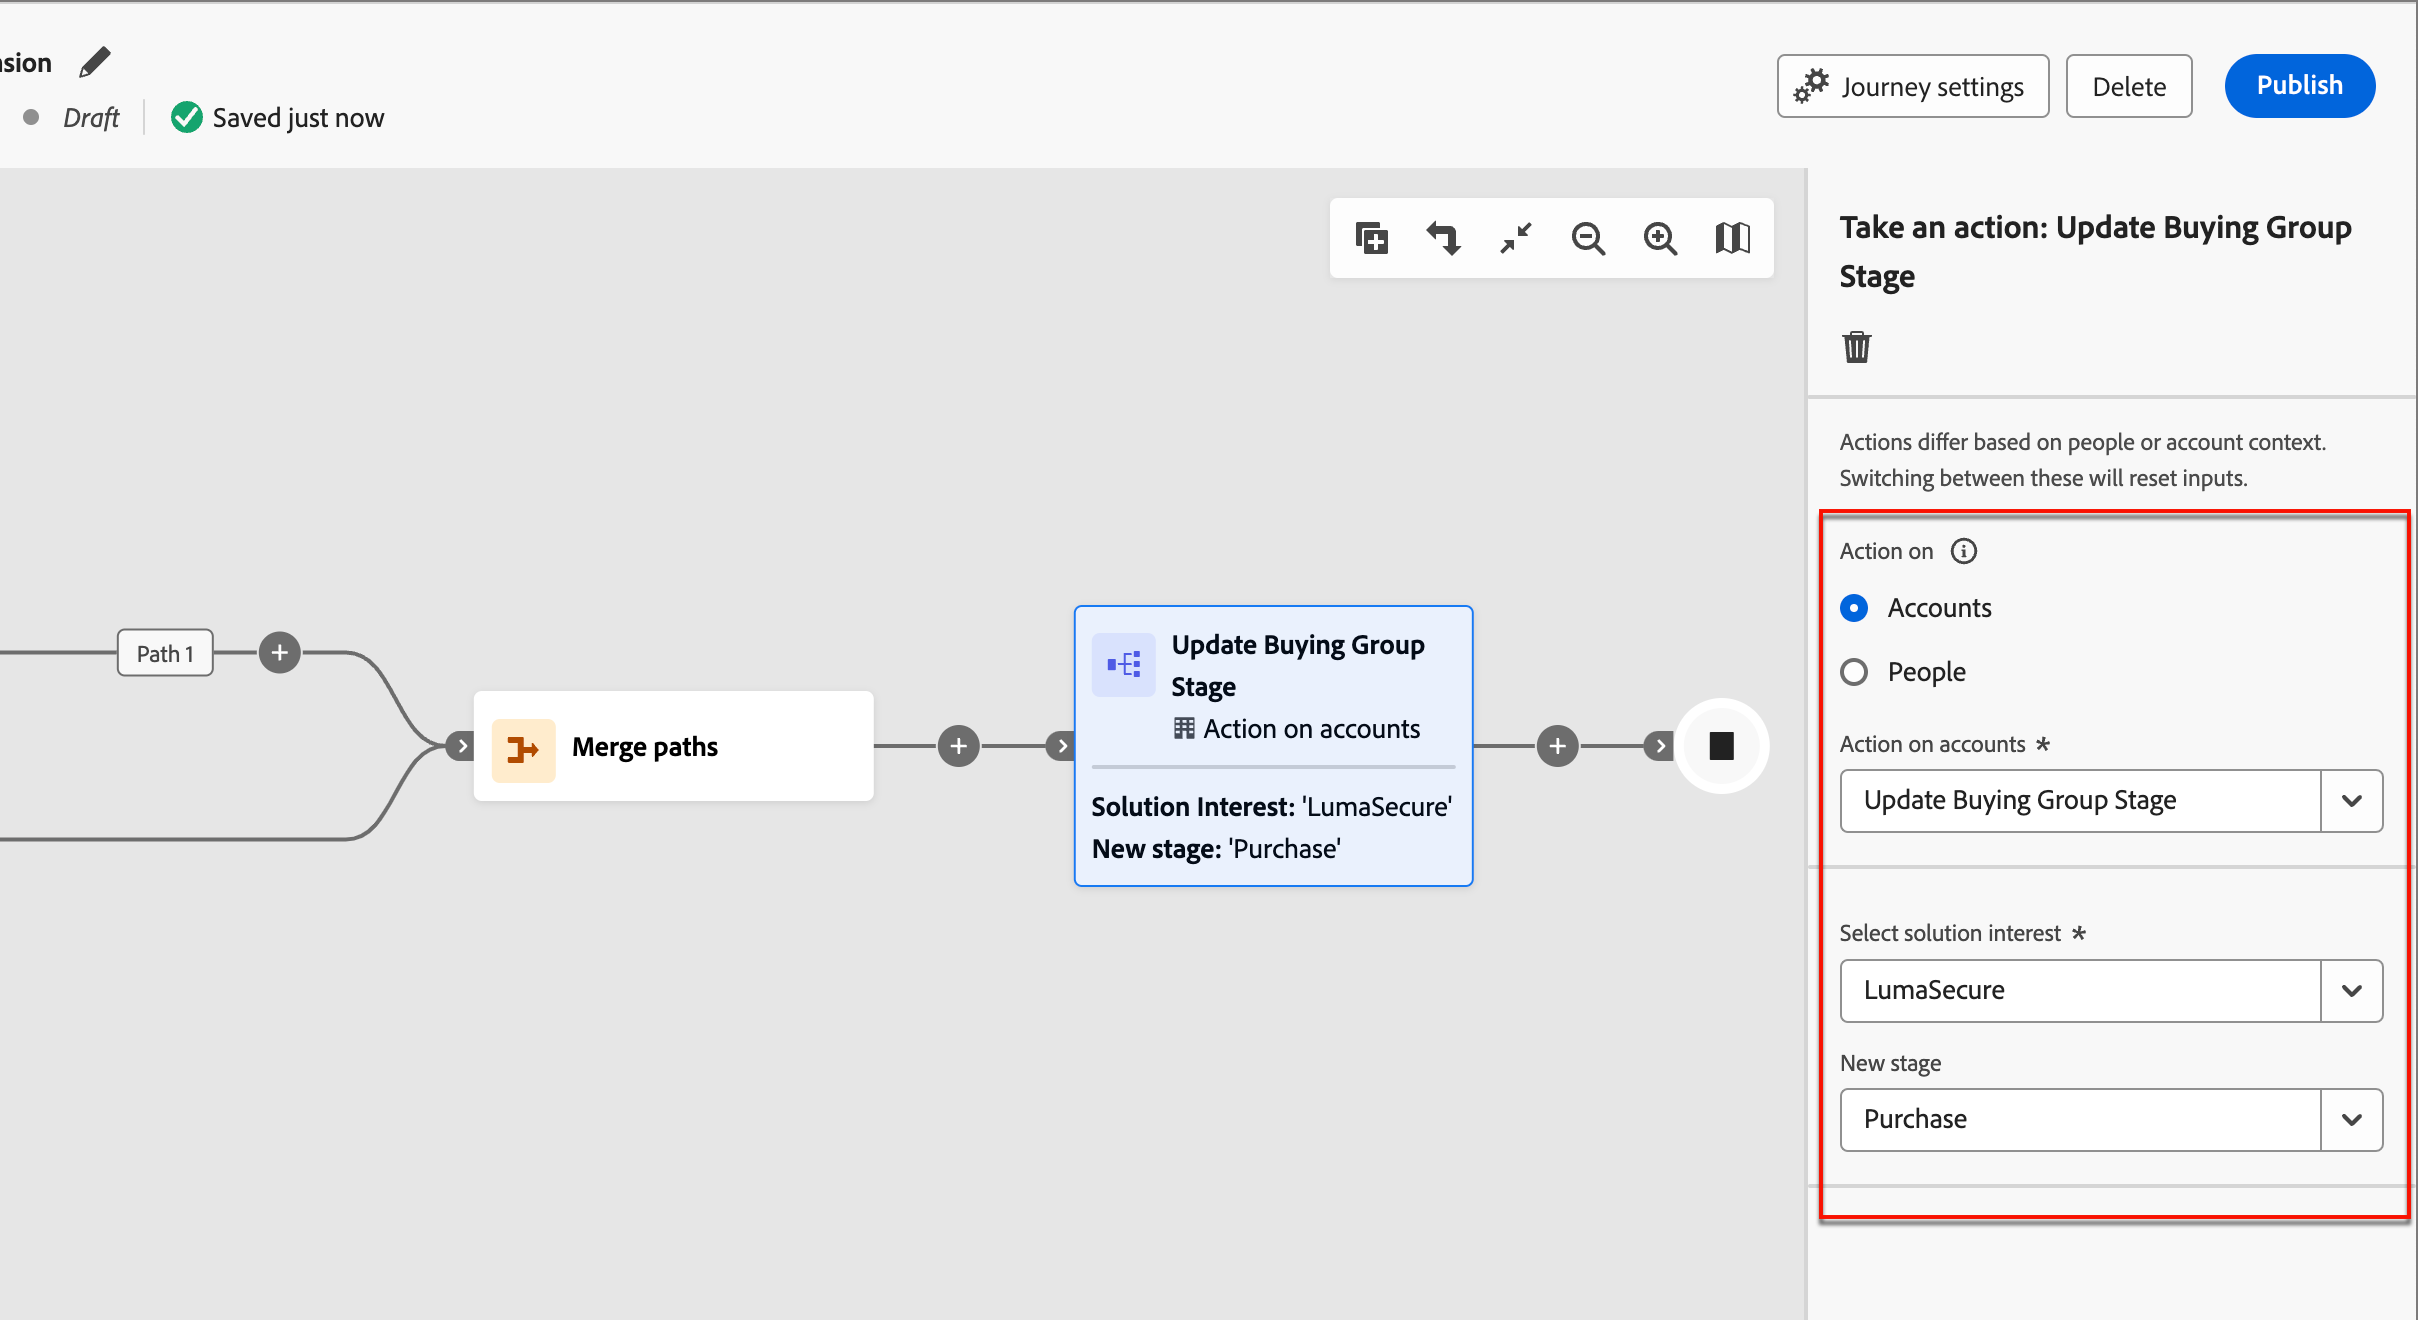 sion
Draft
Saved just now
Journey settings
Delete
Publish
Take an action: Update Buying Group
Stage
Actions differ based on people or account context.
Switching between these will reset inputs.
Action on
Accounts
People
Action on accounts *
Update Buying Group Stage
Select solution interest *
LumaSecure
New stage
Purchase
Path 1
Merge paths
Update Buying Group
Stage
Action on accounts
Solution Interest: 'LumaSecure'
New stage: 'Purchase'